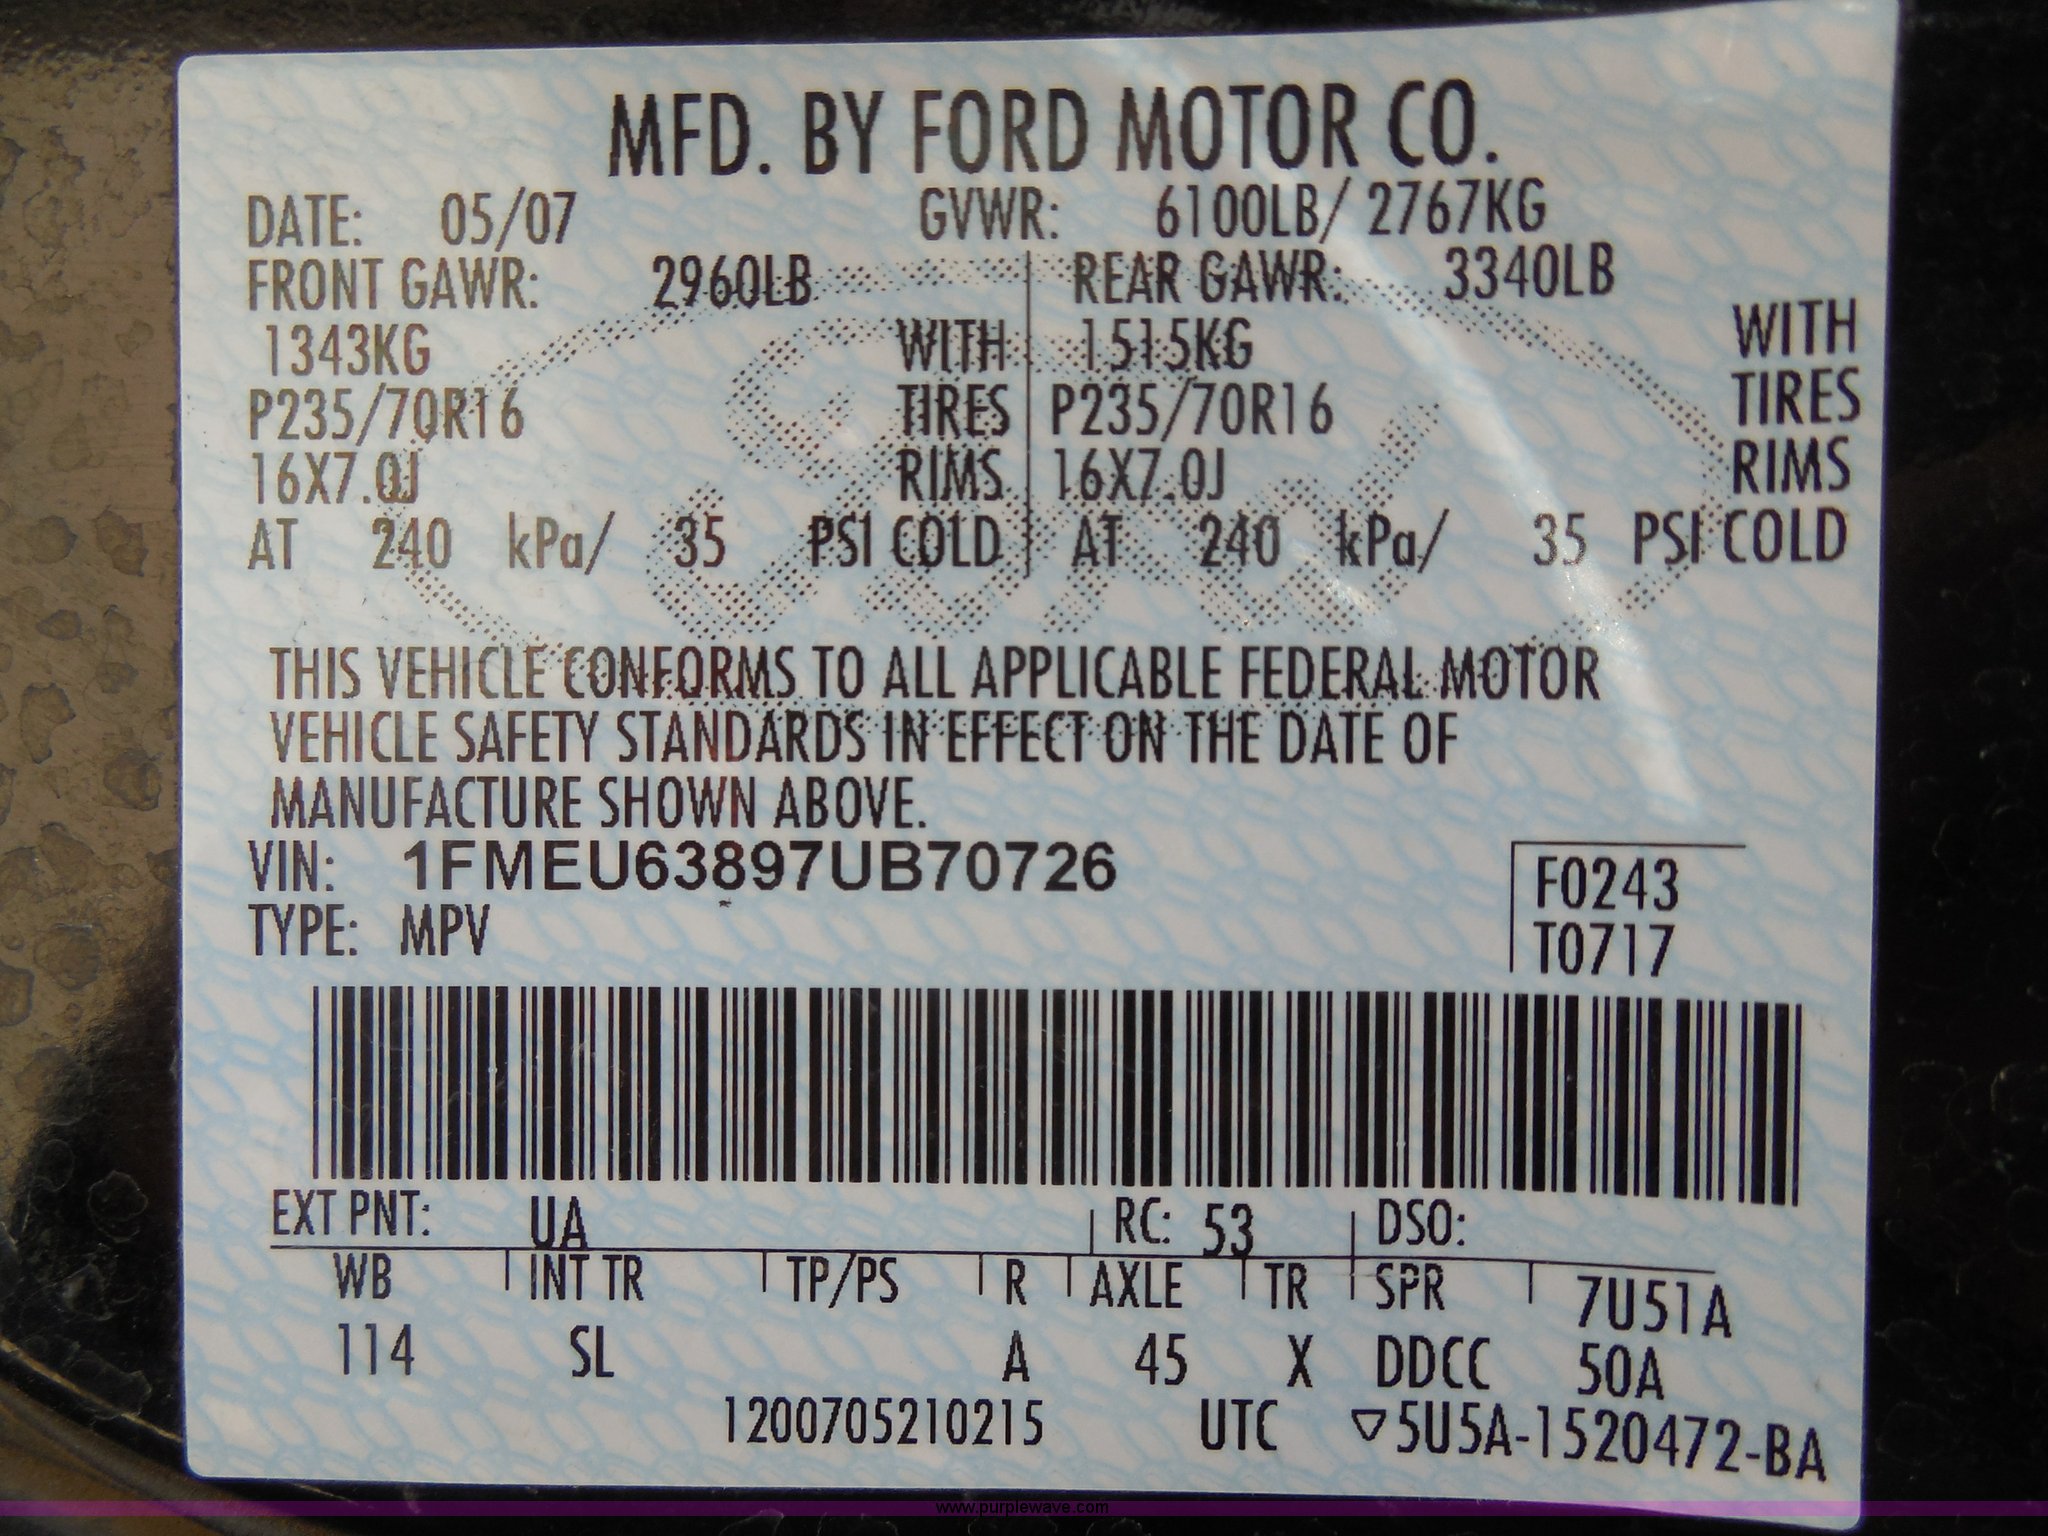 MFD. BY FORD MOTOR CO.
DATE: 05/07 GVWR: 6100LB/ 2767KG
FRONT GAWR: 2960LB REAR GAWR: 3340LB
1343KG WITH 1515KG WITH
P235/70R16 TIRES P235/70R16 TIRES
16X7.0J RIMS 16X7.0J RIMS
AT 240 kPa/ 35 PSI COLD AT 240 kPa/ 35 PSI COLD
THIS VEHICLE CONFORMS TO ALL APPLICABLE FEDERAL MOTOR
VEHICLE SAFETY STANDARDS IN EFFECT ON THE DATE OF
MANUFACTURE SHOWN ABOVE.
VIN: 1FMEU63897UB70726 F0243
TYPE: MPV T0717
EXT PNT: UA RC: 53 DSO:
WB INT TR TP/PS R AXLE TR SPR 7U51A
114 SL A 45 X DDCC 50A
1200705210215 UTC ▽5U5A-1520472-BA
www.purplewave.com